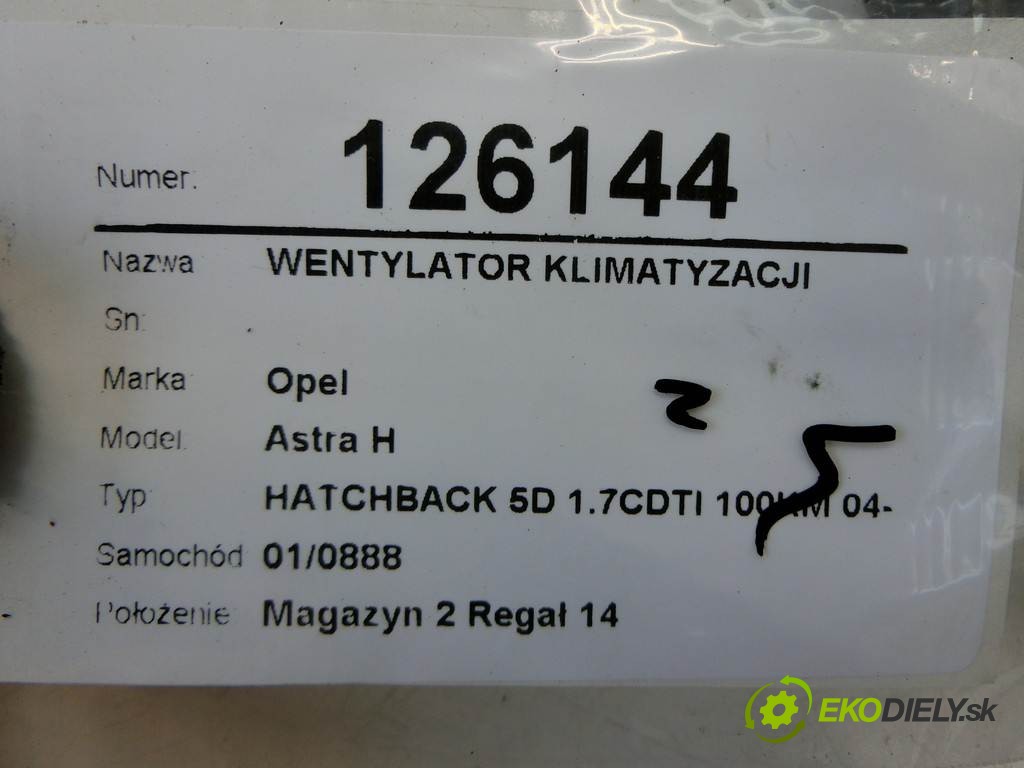 Numer: 126144
Nazwa WENTYLATOR KLIMATYZACJI
Sn:
Marka Opel
Model Astra H
Typ HATCHBACK 5D 1.7CDTI 100KM 04-
Samochód 01/0888
Położenie Magazyn 2 Regał 14
EKODIELY.sk